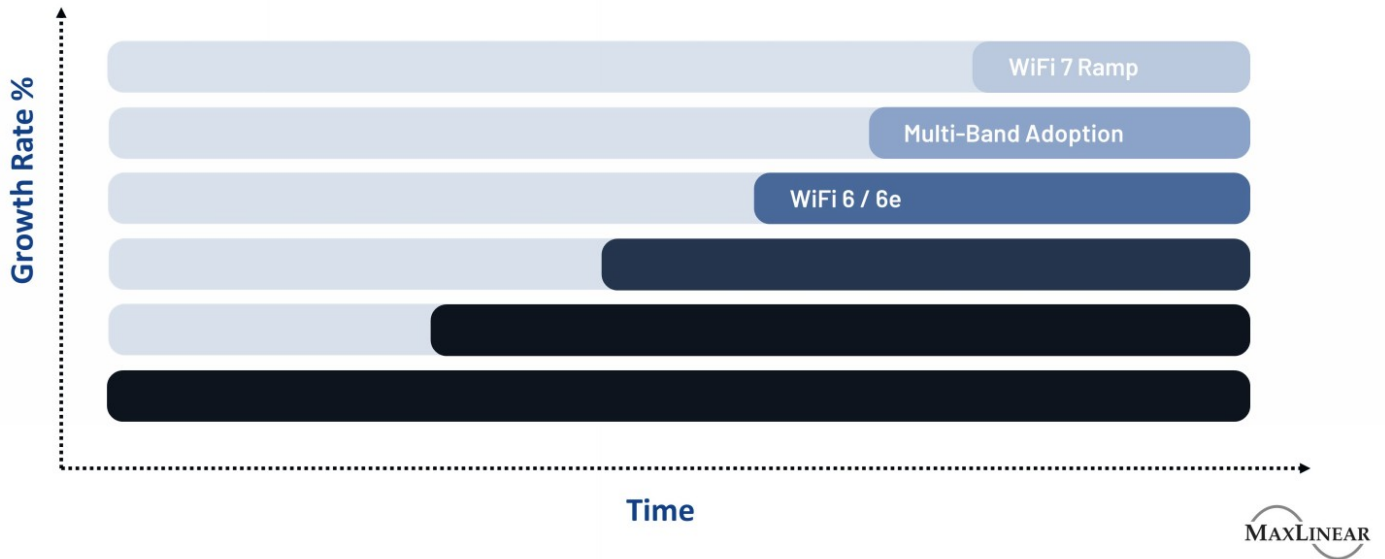 Growth Rate %
WiFi 7 Ramp
Multi-Band Adoption
WiFi 6 / 6e
Time
MAXLINEAR